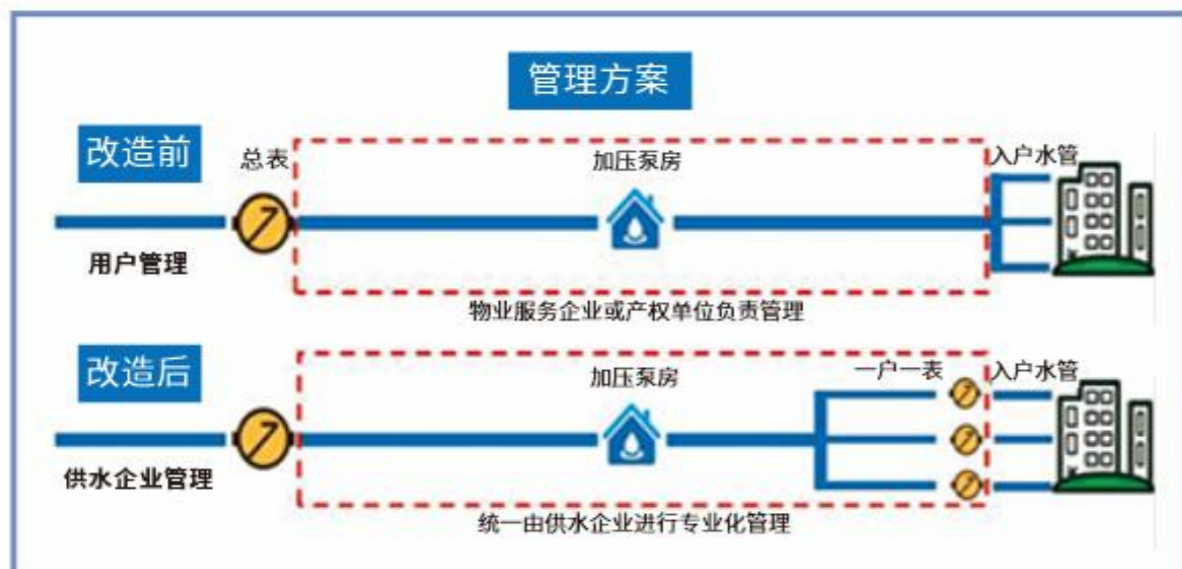 管理方案
改造前
总表
加压泵房
入户水管
用户管理
物业服务企业或产权单位负责管理
改造后
加压泵房
一户一表
入户水管
供水企业管理
统一由供水企业进行专业化管理